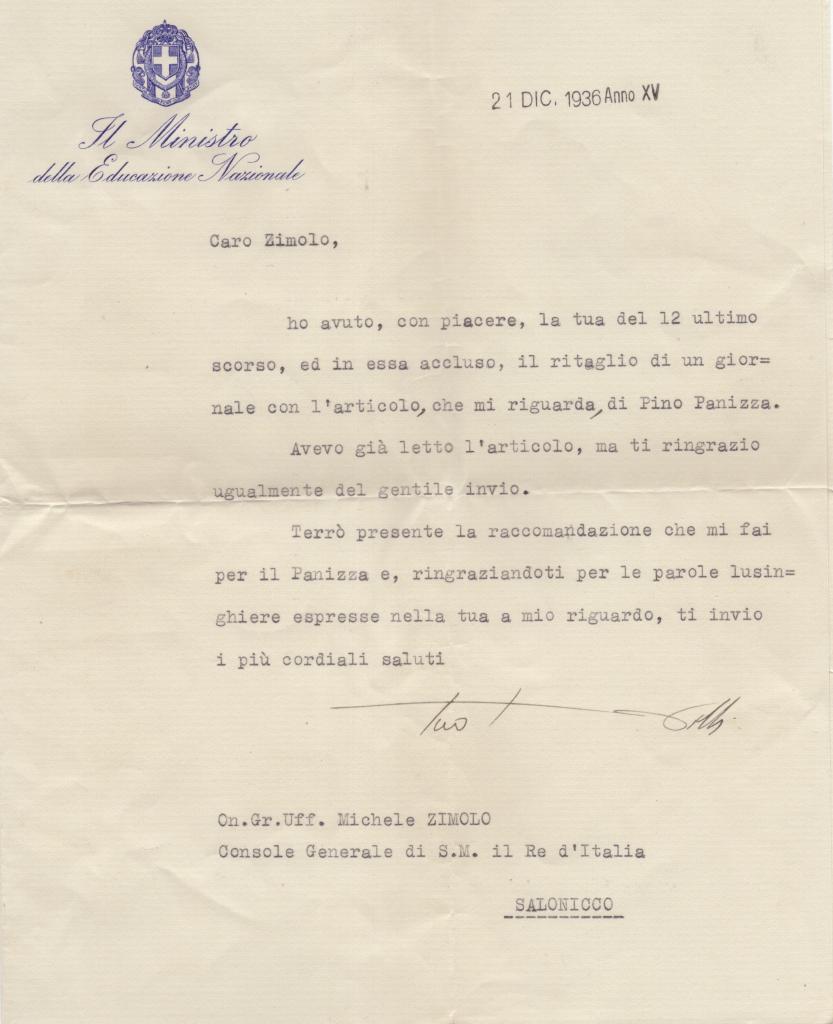 21 DIC. 1936 Anno XV
Il Ministro
della Educazione Nazionale
Caro Zimolo,
ho avuto, con piacere, la tua del 12 ultimo
scorso, ed in essa accluso, il ritaglio di un gior=
nale con l'articolo, che mi riguarda, di Pino Panizza.
Avevo già letto l'articolo, ma ti ringrazio
ugualmente del gentile invio.
Terrò presente la raccomandazione che mi fai
per il Panizza e, ringraziandoti per le parole lusin=
ghiere espresse nella tua a mio riguardo, ti invio
i più cordiali saluti
On.Gr.Uff. Michele ZIMOLO
Console Generale di S.M. il Re d'Italia
SALONICCO